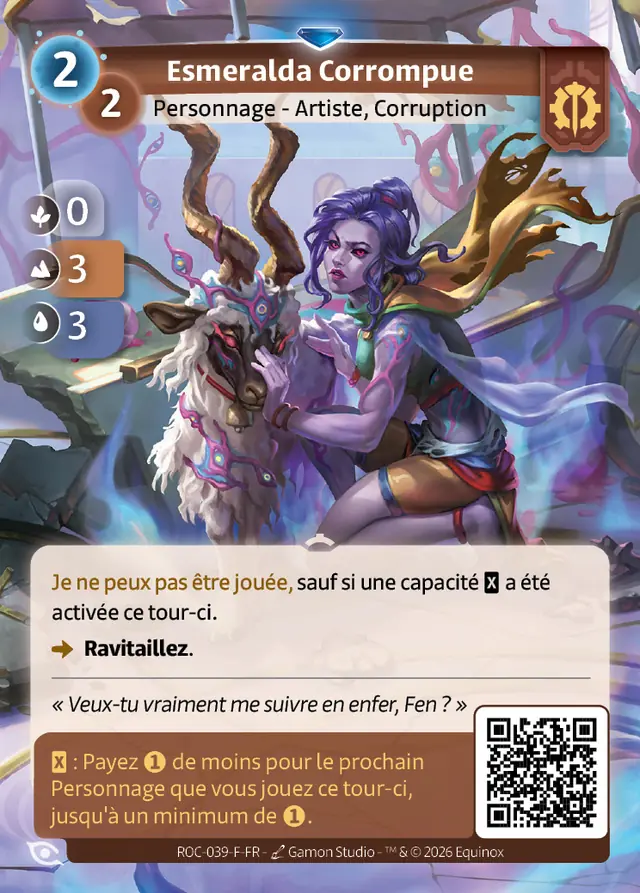 2
Esmeralda Corrompue
2
Personnage - Artiste, Corruption
0
3
3
Je ne peux pas être jouée, sauf si une capacité X a été
activée ce tour-ci.
Ravitaillez.
« Veux-tu vraiment me suivre en enfer, Fen ? »
X : Payez 1 de moins pour le prochain
Personnage que vous jouez ce tour-ci,
jusqu'à un minimum de 1.
ROC-039-F-FR - Gamon Studio - ™ & © 2026 Equinox